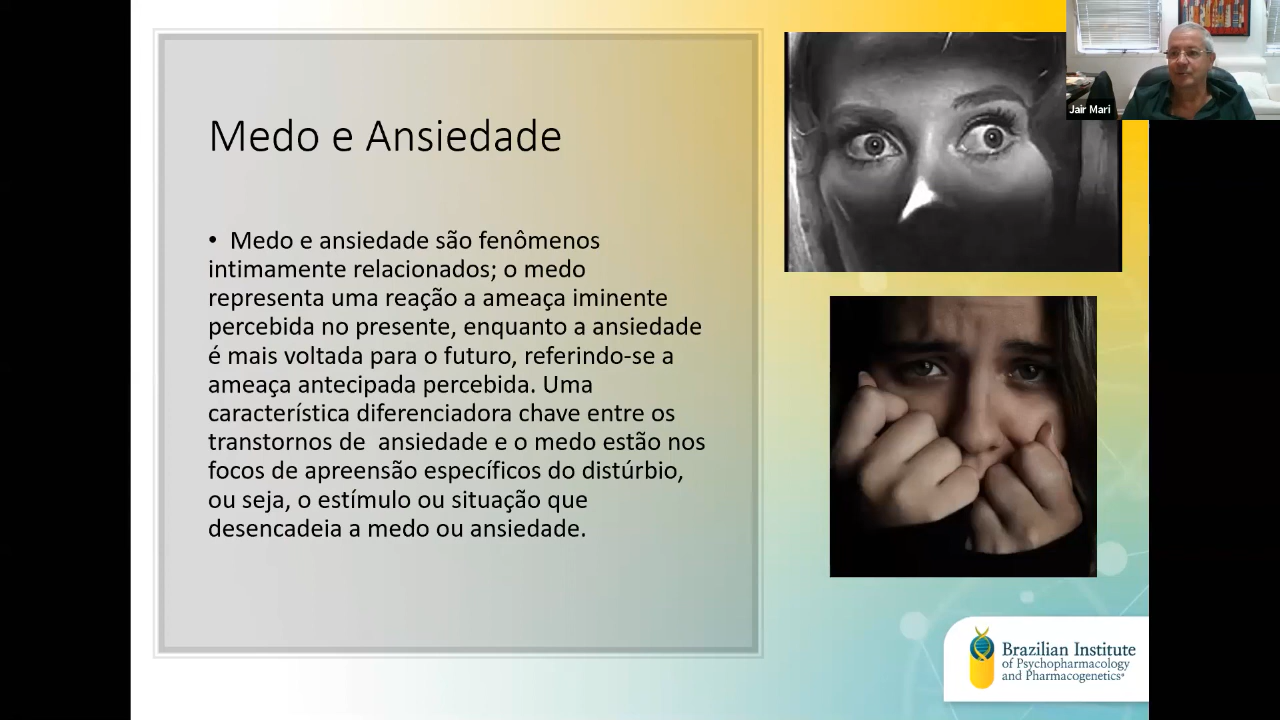 Medo e Ansiedade
• Medo e ansiedade são fenômenos
intimamente relacionados; o medo
representa uma reação a ameaça iminente
percebida no presente, enquanto a ansiedade
é mais voltada para o futuro, referindo-se a
ameaça antecipada percebida. Uma
característica diferenciadora chave entre os
transtornos de  ansiedade e o medo estão nos
focos de apreensão específicos do distúrbio,
ou seja, o estímulo ou situação que
desencadeia a medo ou ansiedade.
Jair Mari
Brazilian Institute
of Psychopharmacology
and Pharmacogenetics®